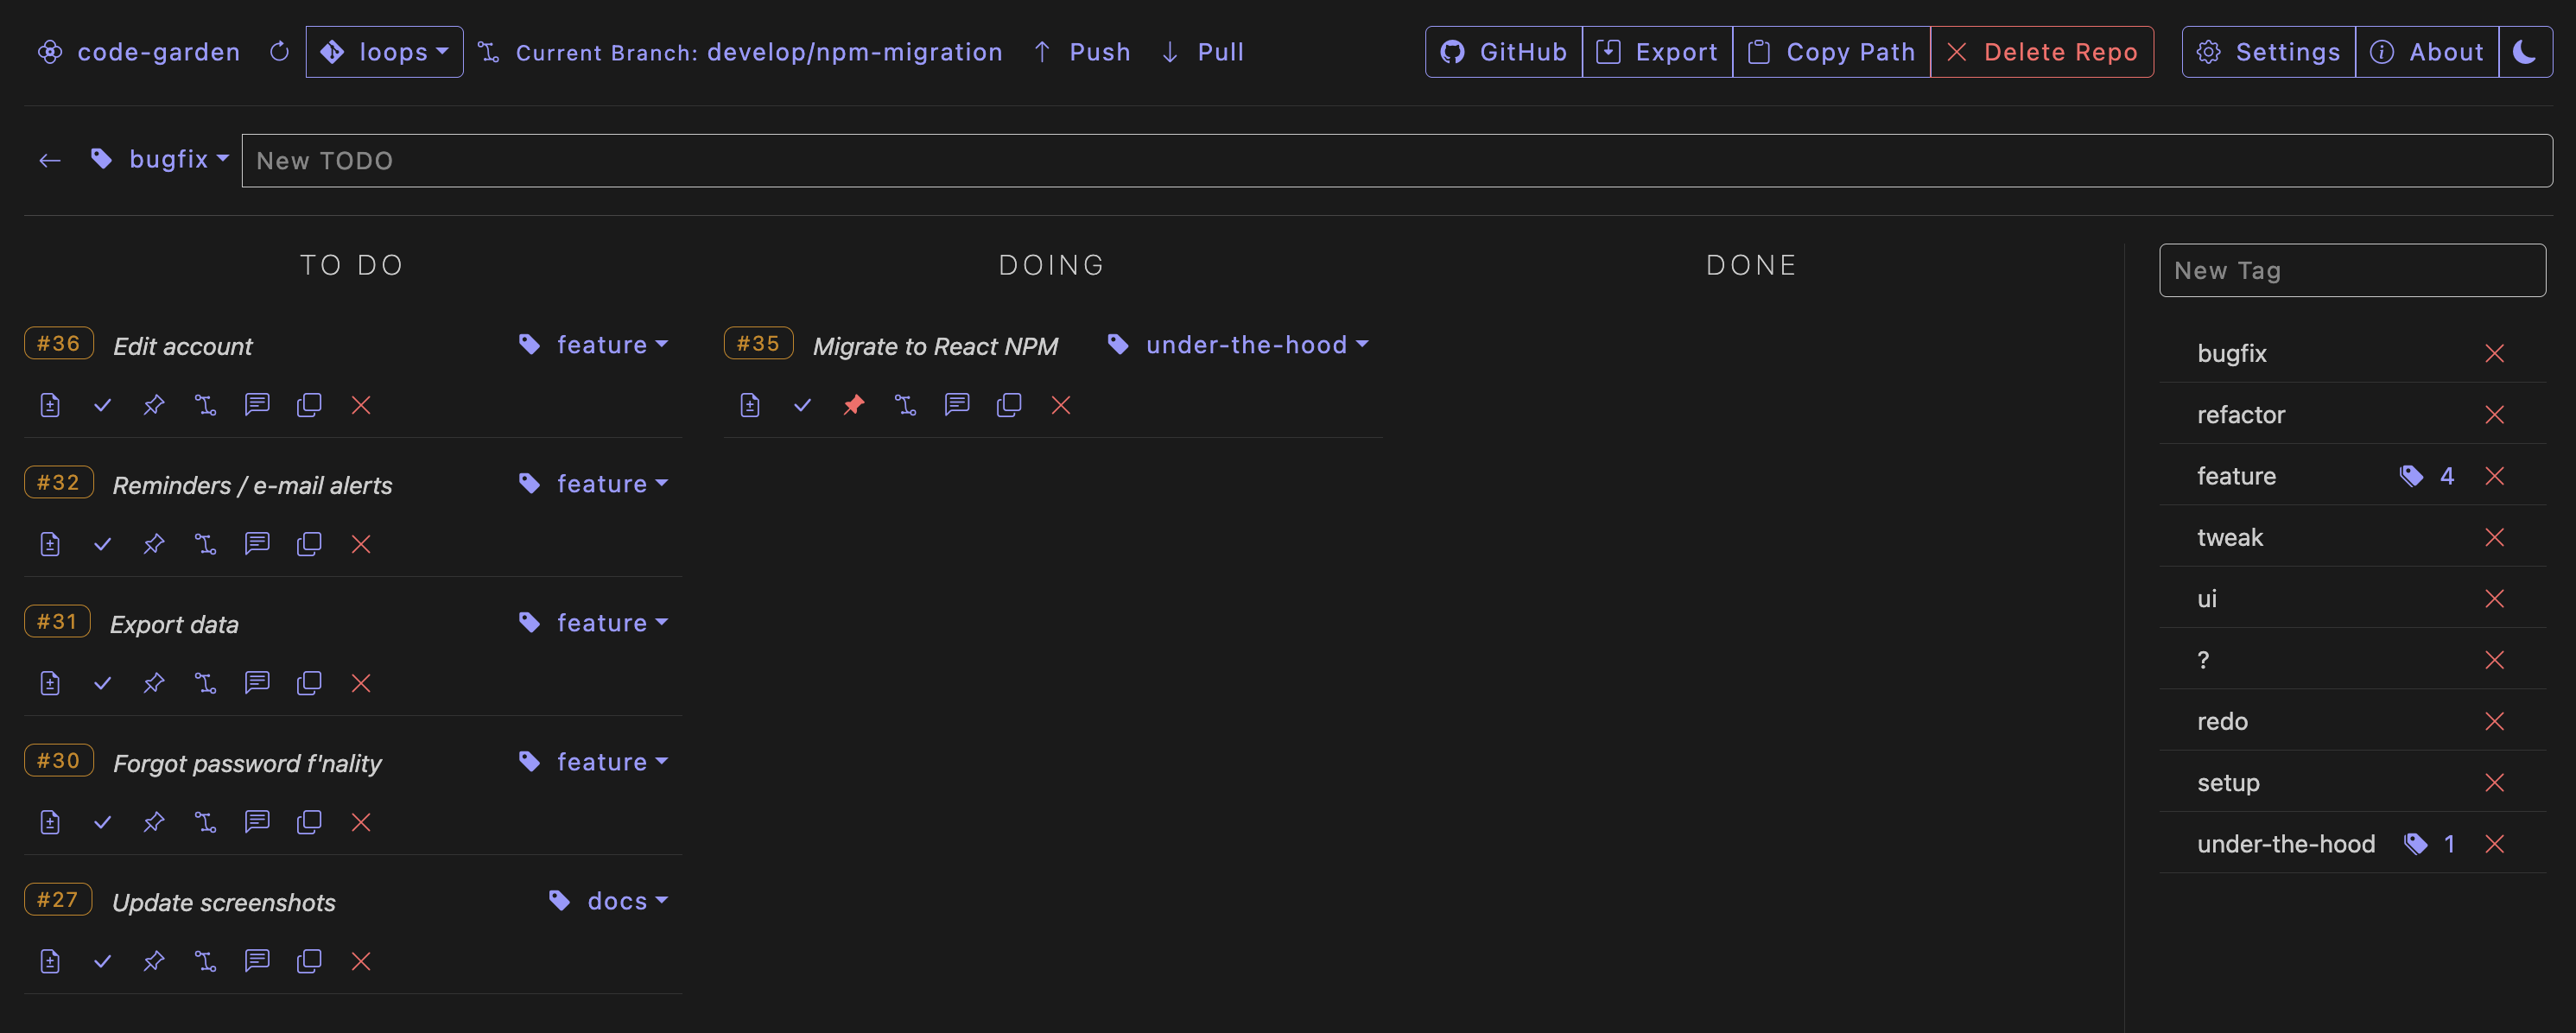 code-garden loops Current Branch: develop/npm-migration Push Pull GitHub Export Copy Path Delete Repo Settings About
bugfix New TODO
TO DO
#36 Edit account feature
#32 Reminders / e-mail alerts feature
#31 Export data feature
#30 Forgot password f'nality feature
#27 Update screenshots docs
DOING
#35 Migrate to React NPM under-the-hood
DONE
New Tag
bugfix
refactor
feature 4
tweak
ui
?
redo
setup
under-the-hood 1